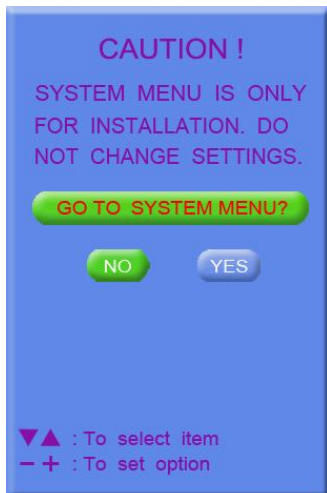 CAUTION !
SYSTEM MENU IS ONLY
FOR INSTALLATION. DO
NOT CHANGE SETTINGS.
GO TO SYSTEM MENU?
NO YES
▼▲ : To select item
− + : To set option